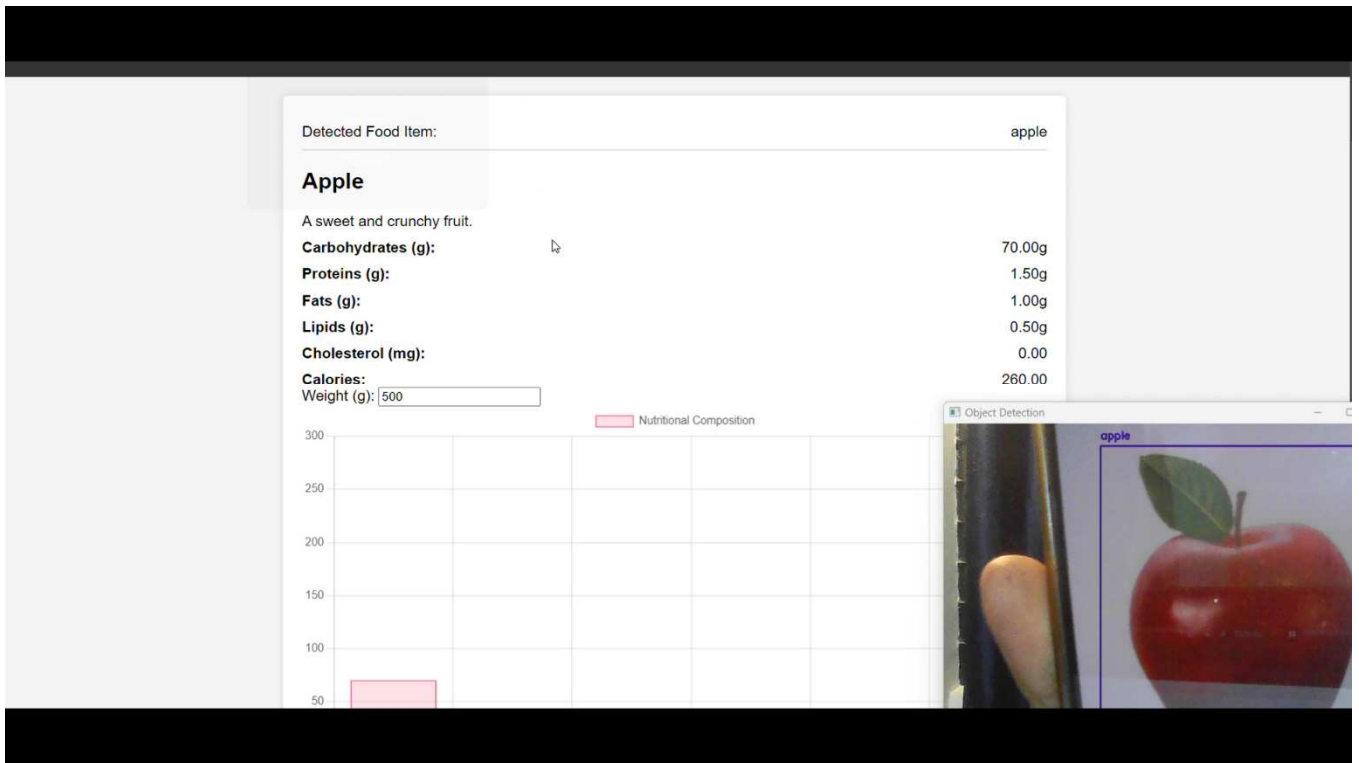 Detected Food Item: apple
Apple
A sweet and crunchy fruit.
Carbohydrates (g): 70.00g
Proteins (g): 1.50g
Fats (g): 1.00g
Lipids (g): 0.50g
Cholesterol (mg): 0.00
Calories: 260.00
Weight (g): 500
Nutritional Composition
300
250
200
150
100
50
Object Detection
apple